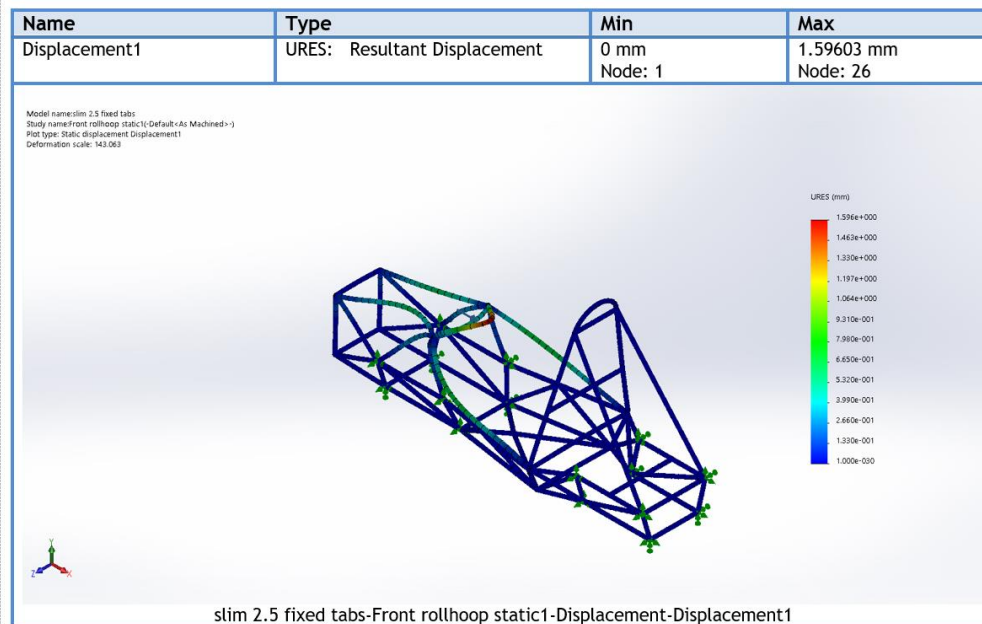 Name Type Min Max
Displacement1 URES: Resultant Displacement 0 mm 1.59603 mm
Node: 1 Node: 26
Model name:slim 2.5 fixed tabs
Study name:Front rollhoop static1(-Default<As Machined>-)
Plot type: Static displacement Displacement1
Deformation scale: 143.063
URES (mm)
1.596e+000
1.463e+000
1.330e+000
1.197e+000
1.064e+000
9.310e-001
7.980e-001
6.650e-001
5.320e-001
3.990e-001
2.660e-001
1.330e-001
1.000e-030
Y
Z X
slim 2.5 fixed tabs-Front rollhoop static1-Displacement-Displacement1